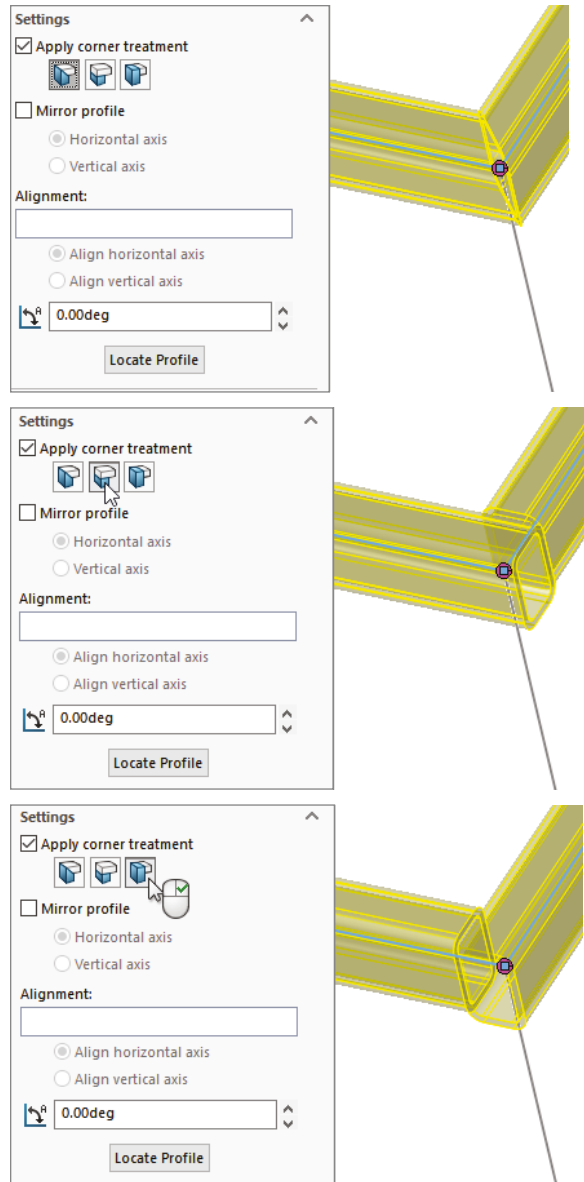 Settings
Apply corner treatment
Mirror profile
Horizontal axis
Vertical axis
Alignment:
Align horizontal axis
Align vertical axis
A
0.00deg
Locate Profile
Settings
Apply corner treatment
Mirror profile
Horizontal axis
Vertical axis
Alignment:
Align horizontal axis
Align vertical axis
A
0.00deg
Locate Profile
Settings
Apply corner treatment
Mirror profile
Horizontal axis
Vertical axis
Alignment:
Align horizontal axis
Align vertical axis
A
0.00deg
Locate Profile